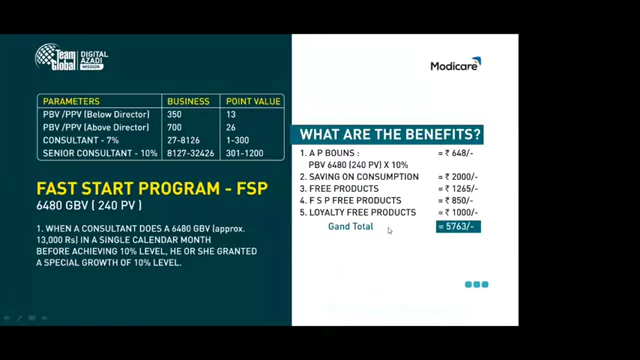 Team Global
DIGITAL
AZADI
MISSION
Modicare
PARAMETERS BUSINESS POINT VALUE
PBV /PPV (Below Director) 350 13
PBV/PPV (Above Director) 700 26
CONSULTANT - 7% 27-8126 1-300
SENIOR CONSULTANT - 10% 8127-32426 301-1200
FAST START PROGRAM - FSP
6480 GBV ( 240 PV )
1. WHEN A CONSULTANT DOES A 6480 GBV (approx.
13,000 Rs) IN A SINGLE CALENDAR MONTH
BEFORE ACHIEVING 10% LEVEL, HE OR SHE GRANTED
A SPECIAL GROWTH OF 10% LEVEL.
WHAT ARE THE BENEFITS?
1. A P BOUNS : = ₹ 648/-
PBV 6480 (240 PV) X 10%
2. SAVING ON CONSUMPTION = ₹ 2000/-
3. FREE PRODUCTS = ₹ 1265/-
4. F S P FREE PRODUCTS = ₹ 850/-
5. LOYALTY FREE PRODUCTS = ₹ 1000/-
Gand Total = 5763/-